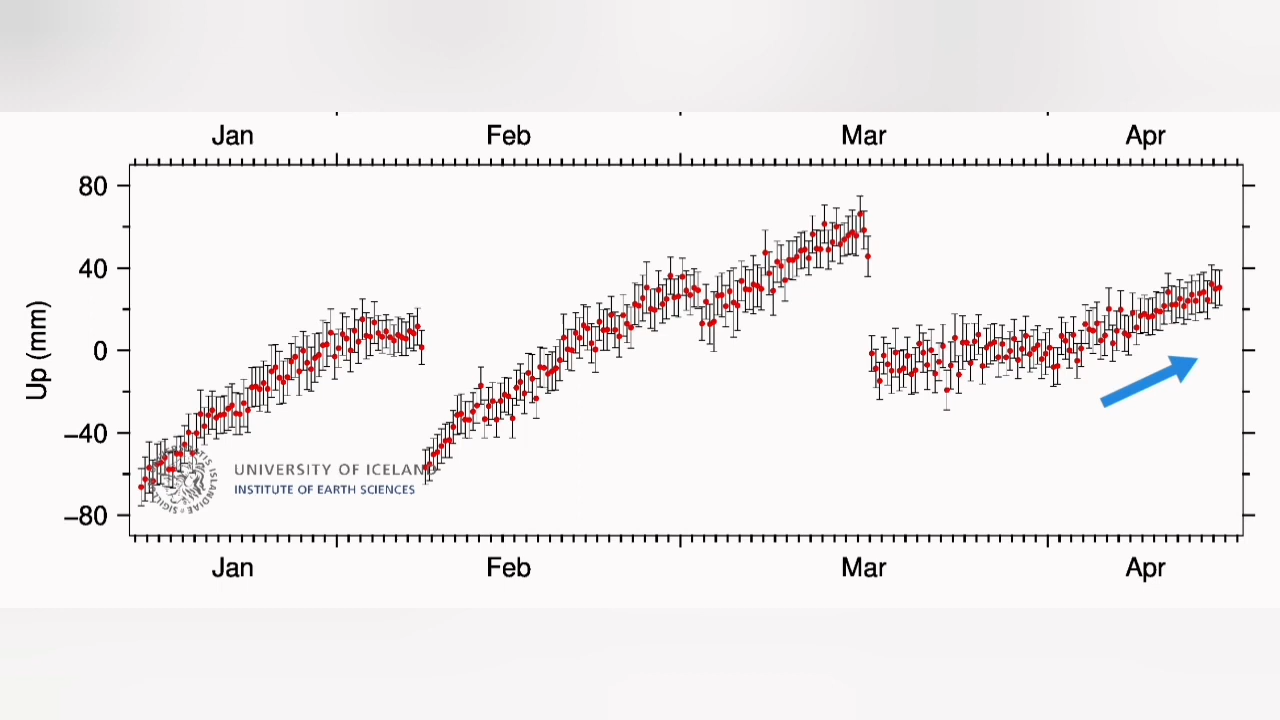 Jan Feb Mar Apr
80
40
0
−40
−80
Up (mm)
UNIVERSITY OF ICELAND
INSTITUTE OF EARTH SCIENCES
Jan Feb Mar Apr